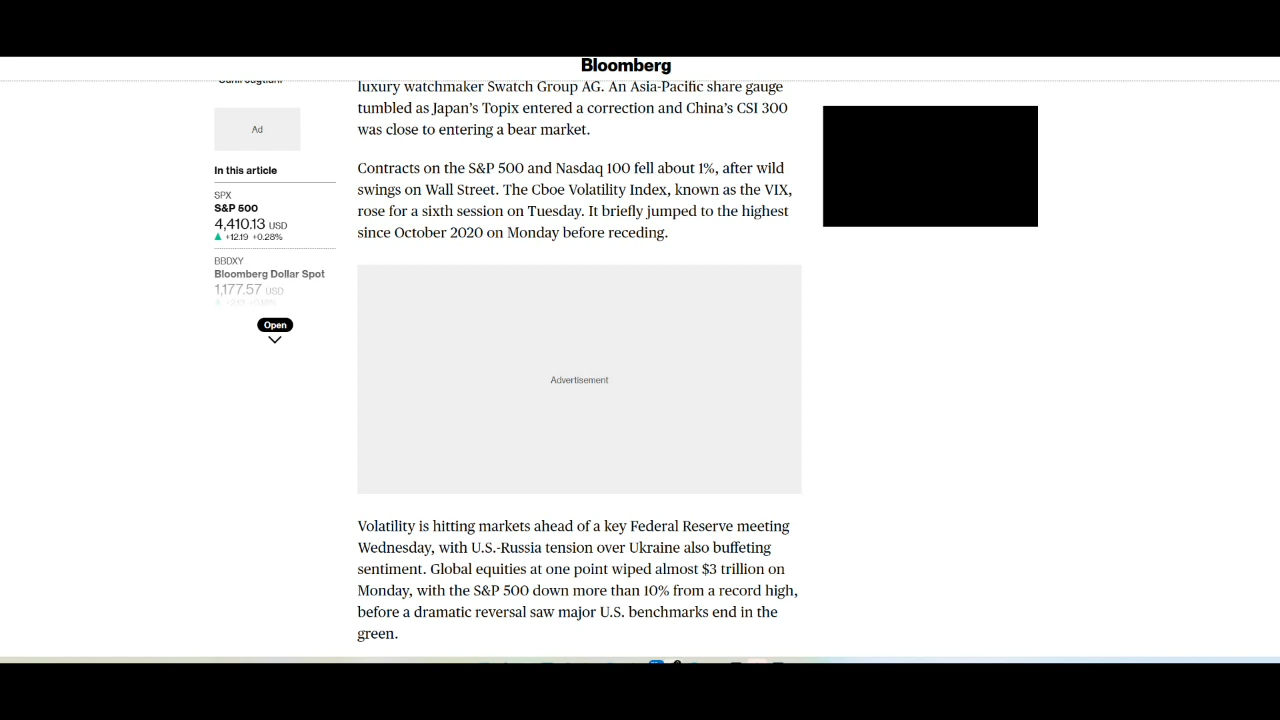 Bloomberg
luxury watchmaker Swatch Group AG. An Asia-Pacific share gauge
tumbled as Japan’s Topix entered a correction and China’s CSI 300
was close to entering a bear market.
Ad
In this article
SPX
S&P 500
4,410.13 USD
+12.19 +0.28%
BBDXY
Bloomberg Dollar Spot
1,177.57 USD
Open
Contracts on the S&P 500 and Nasdaq 100 fell about 1%, after wild
swings on Wall Street. The Cboe Volatility Index, known as the VIX,
rose for a sixth session on Tuesday. It briefly jumped to the highest
since October 2020 on Monday before receding.
Advertisement
Volatility is hitting markets ahead of a key Federal Reserve meeting
Wednesday, with U.S.-Russia tension over Ukraine also buffeting
sentiment. Global equities at one point wiped almost $3 trillion on
Monday, with the S&P 500 down more than 10% from a record high,
before a dramatic reversal saw major U.S. benchmarks end in the
green.